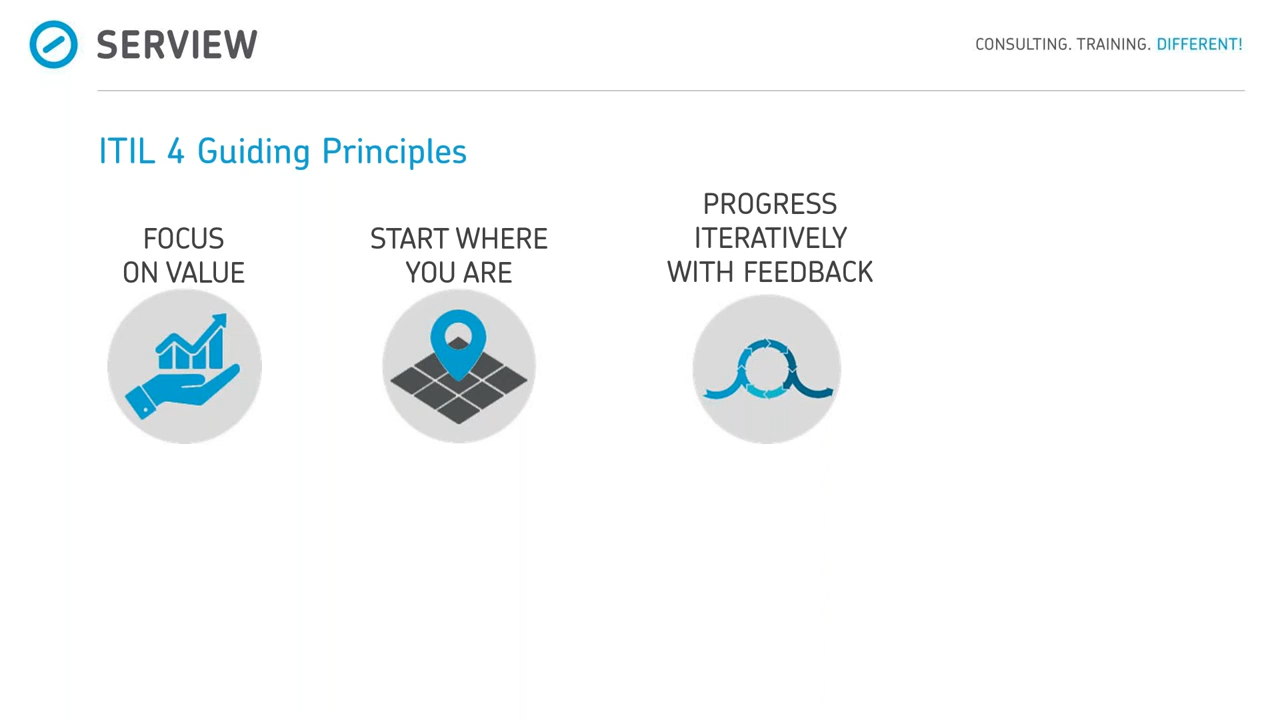 SERVIEW
CONSULTING. TRAINING. DIFFERENT!
ITIL 4 Guiding Principles
FOCUS
ON VALUE
START WHERE
YOU ARE
PROGRESS
ITERATIVELY
WITH FEEDBACK